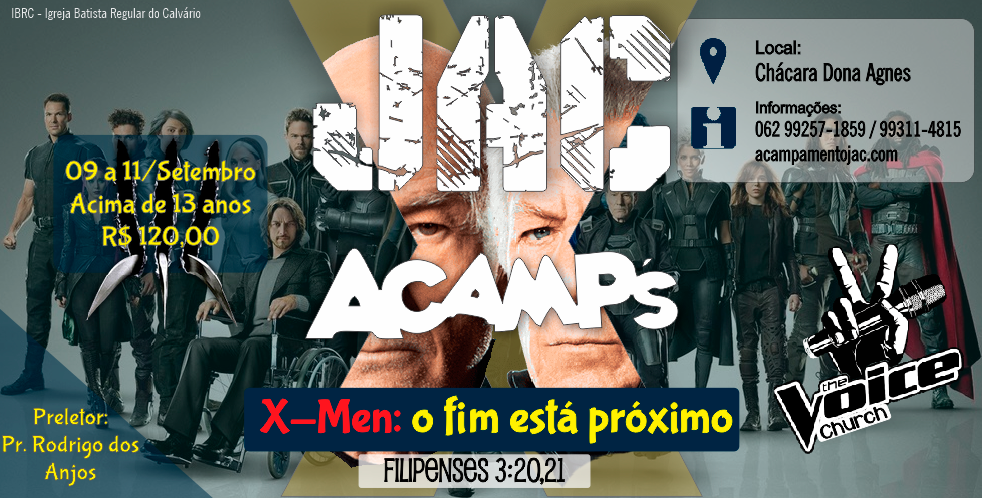 IBRC - Igreja Batista Regular do Calvário
JAC
ACAMP's
Local:
Chácara Dona Agnes
Informações:
062 99257-1859 / 99311-4815
acampamentojac.com
09 a 11/Setembro
Acima de 13 anos
R$ 120,00
the
Voice
Church
X-Men: o fim está próximo
FILIPENSES 3:20,21
Preletor:
Pr. Rodrigo dos
Anjos